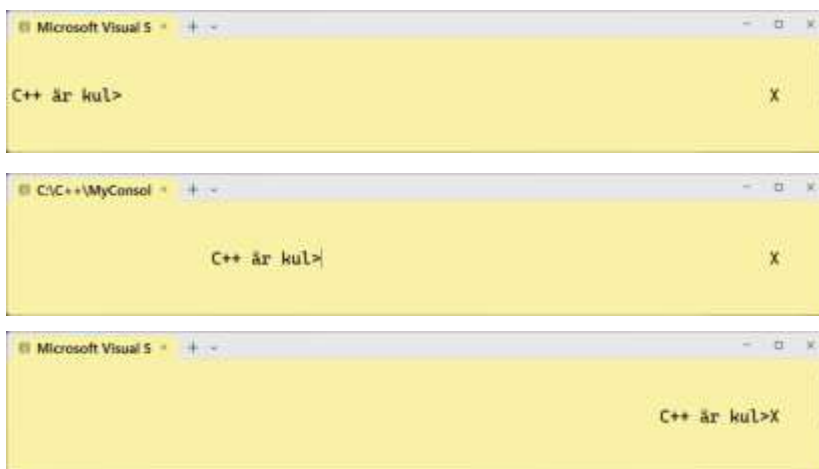 Microsoft Visual S
C++ är kul> X
C:\C++\MyConsol
C++ är kul> X
Microsoft Visual S
C++ är kul>X